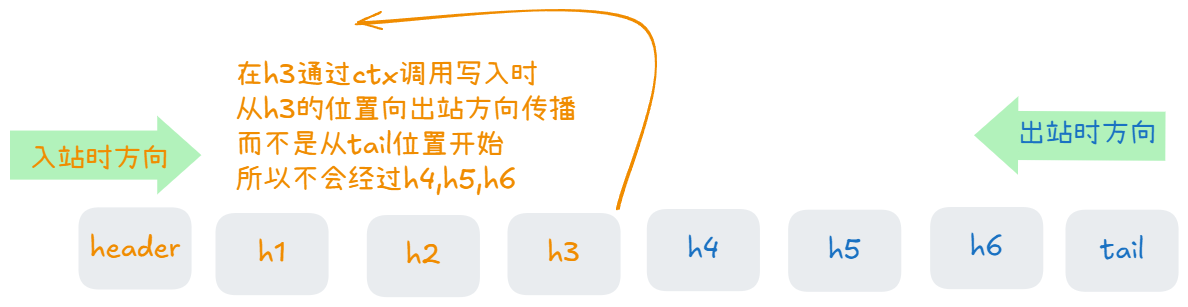 在h3通过ctx调用写入时
从h3的位置向出站方向传播
而不是从tail位置开始
所以不会经过h4,h5,h6
入站时方向
出站时方向
header
h1
h2
h3
h4
h5
h6
tail